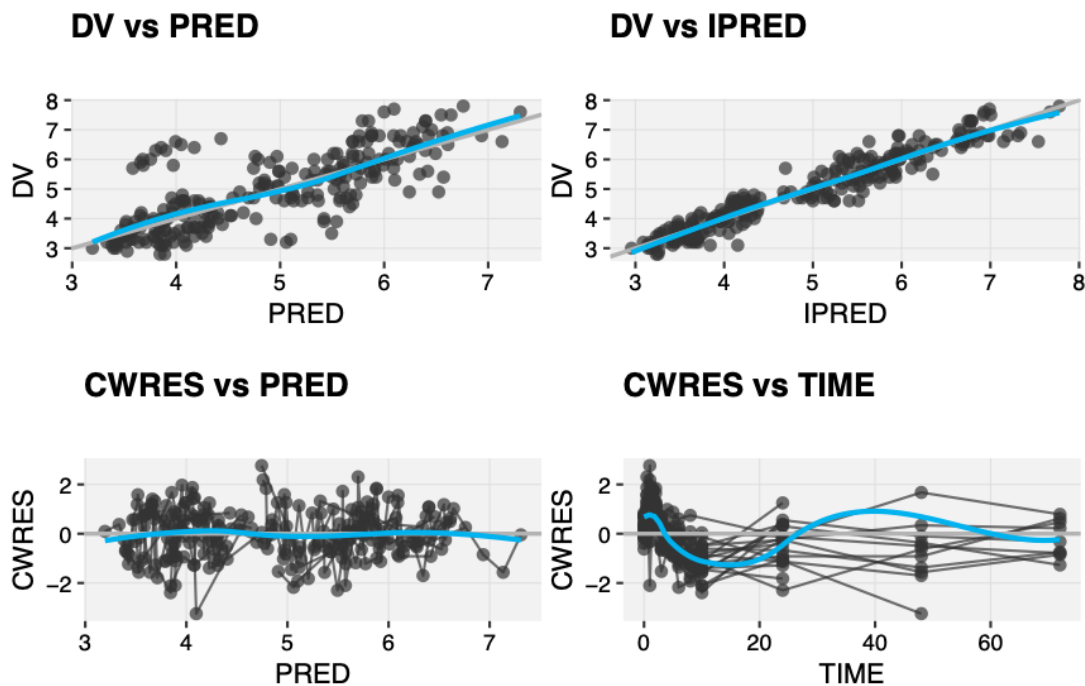 DV vs PRED
DV
8
7
6
5
4
3
3 4 5 6 7
PRED
DV vs IPRED
DV
8
7
6
5
4
3
3 4 5 6 7 8
IPRED
CWRES vs PRED
CWRES
2
0
−2
3 4 5 6 7
PRED
CWRES vs TIME
CWRES
2
0
−2
0 20 40 60
TIME